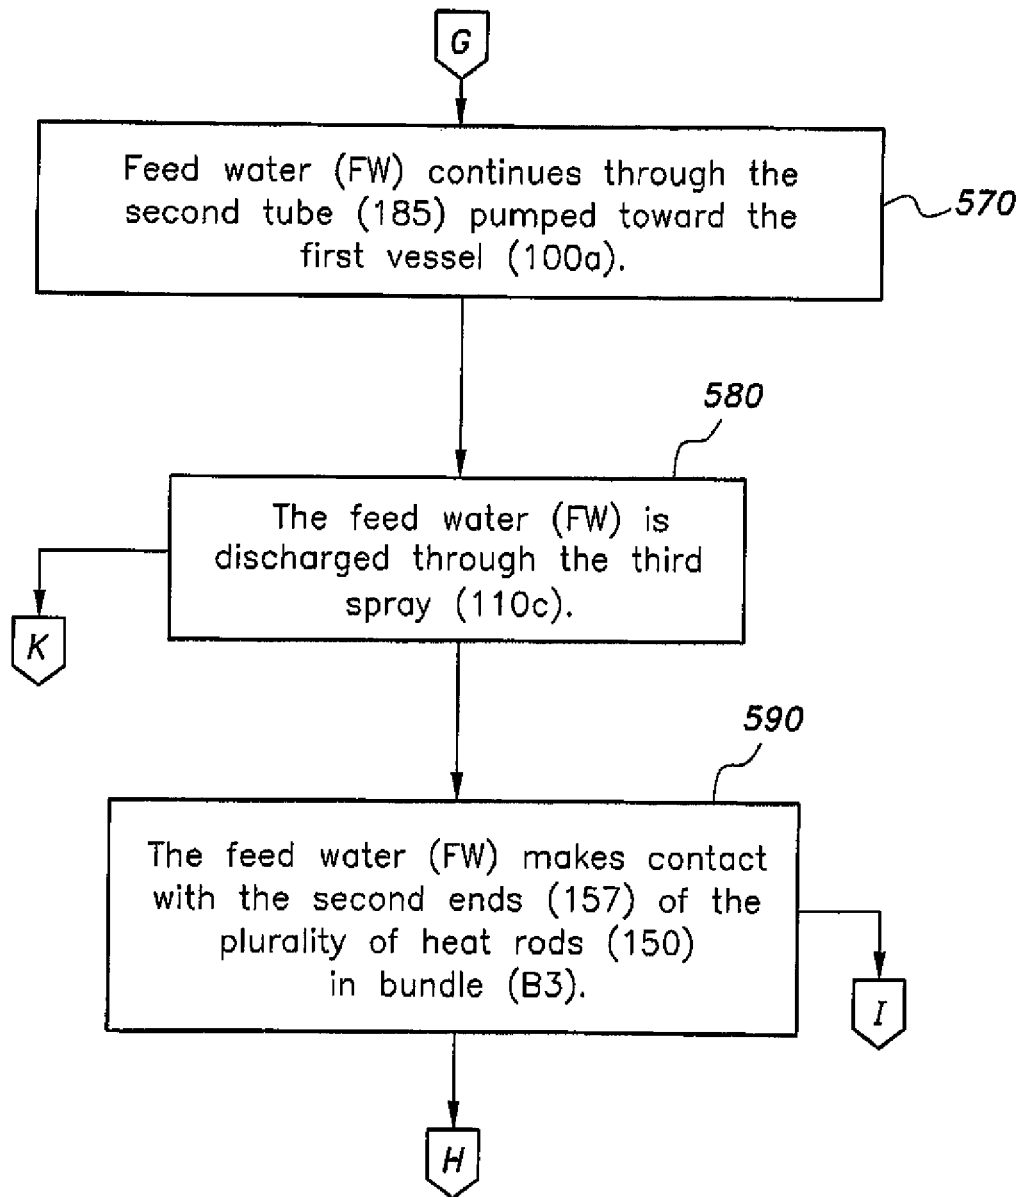 G
Feed water (FW) continues through the
second tube (185) pumped toward the
first vessel (100a).
570
580
The feed water (FW) is
discharged through the third
spray (110c).
K
590
The feed water (FW) makes contact
with the second ends (157) of the
plurality of heat rods (150)
in bundle (B3).
I
H